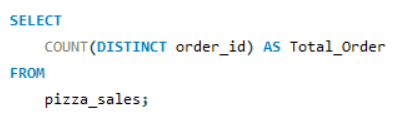 SELECT
    COUNT(DISTINCT order_id) AS Total_Order
FROM
    pizza_sales;